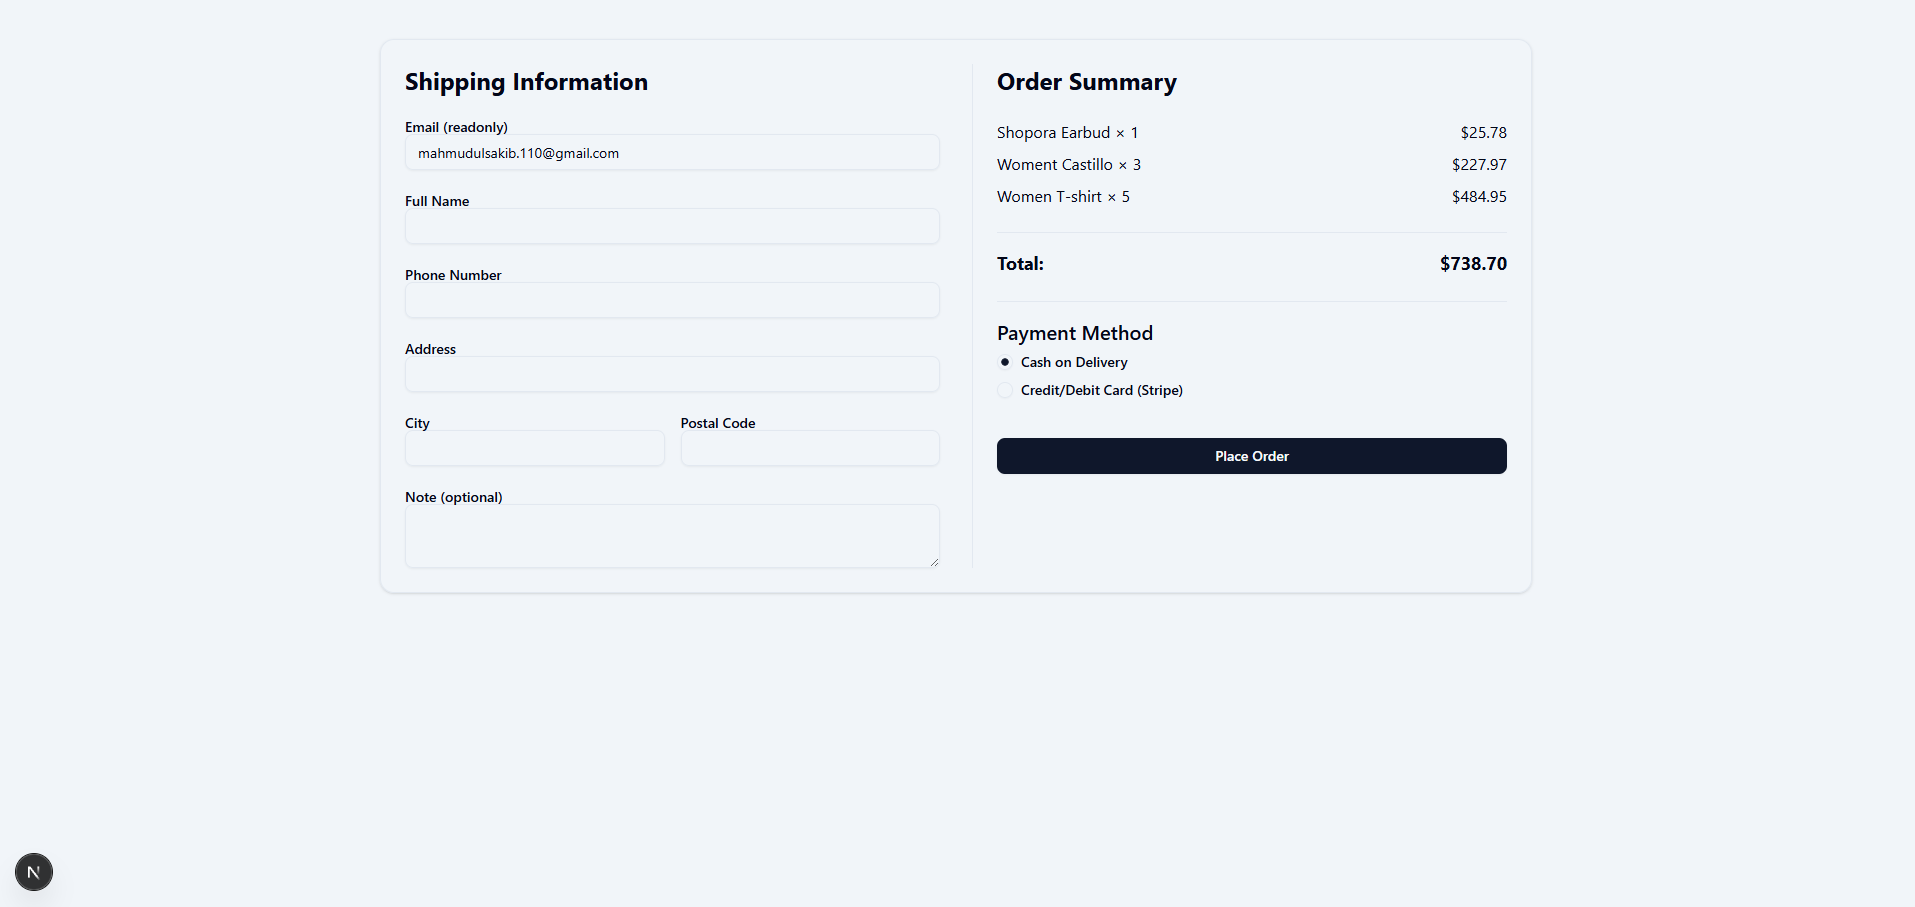 Shipping Information
Email (readonly)
mahmudulsakib.110@gmail.com
Full Name
Phone Number
Address
City
Postal Code
Note (optional)
Order Summary
Shopora Earbud × 1 $25.78
Woment Castillo × 3 $227.97
Women T-shirt × 5 $484.95
Total: $738.70
Payment Method
Cash on Delivery
Credit/Debit Card (Stripe)
Place Order
N